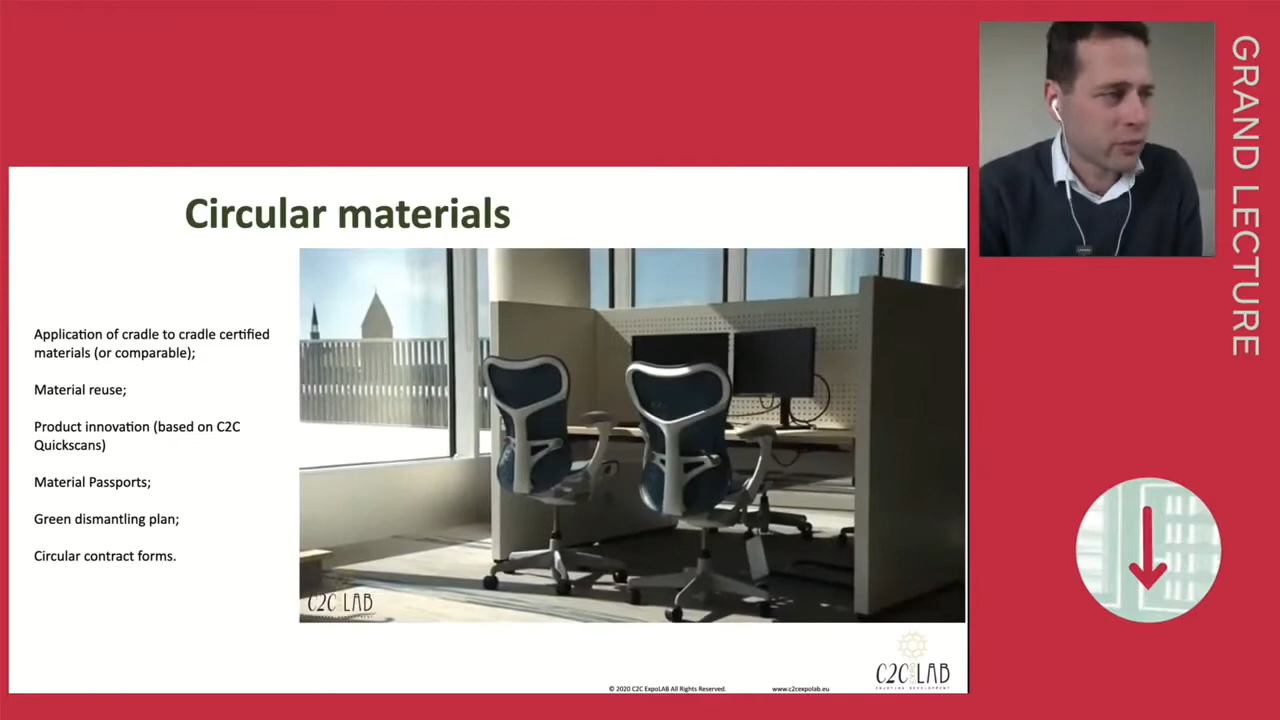 GRAND LECTURE
Circular materials
Application of cradle to cradle certified
materials (or comparable);
Material reuse;
Product innovation (based on C2C
Quickscans)
Material Passports;
Green dismantling plan;
Circular contract forms.
C2C LAB
C2C LAB
ENJOYING DEVELOPMENT
© 2020 C2C ExpoLAB All Rights Reserved.
www.c2cexpolab.eu